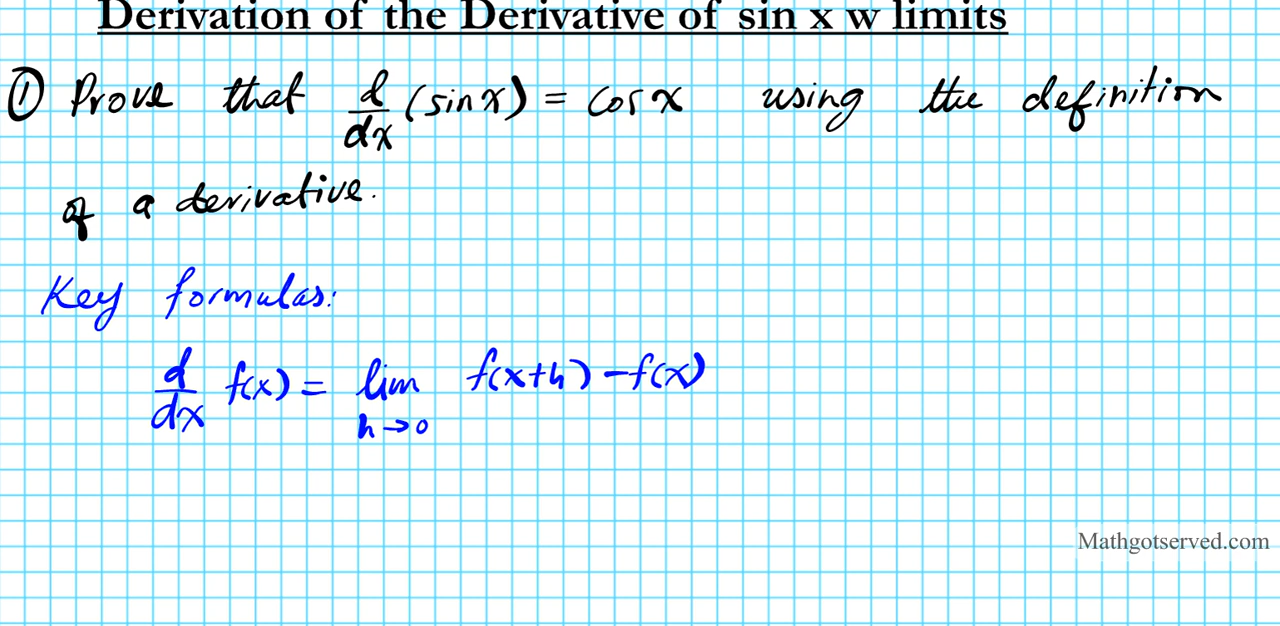 Derivation of the Derivative of sin x w limits
① Prove that d/dx (sin x) = cos x using the definition
of a derivative.
Key formulas:
d/dx f(x) = lim h→0 f(x+h) - f(x)
Mathgotserved.com